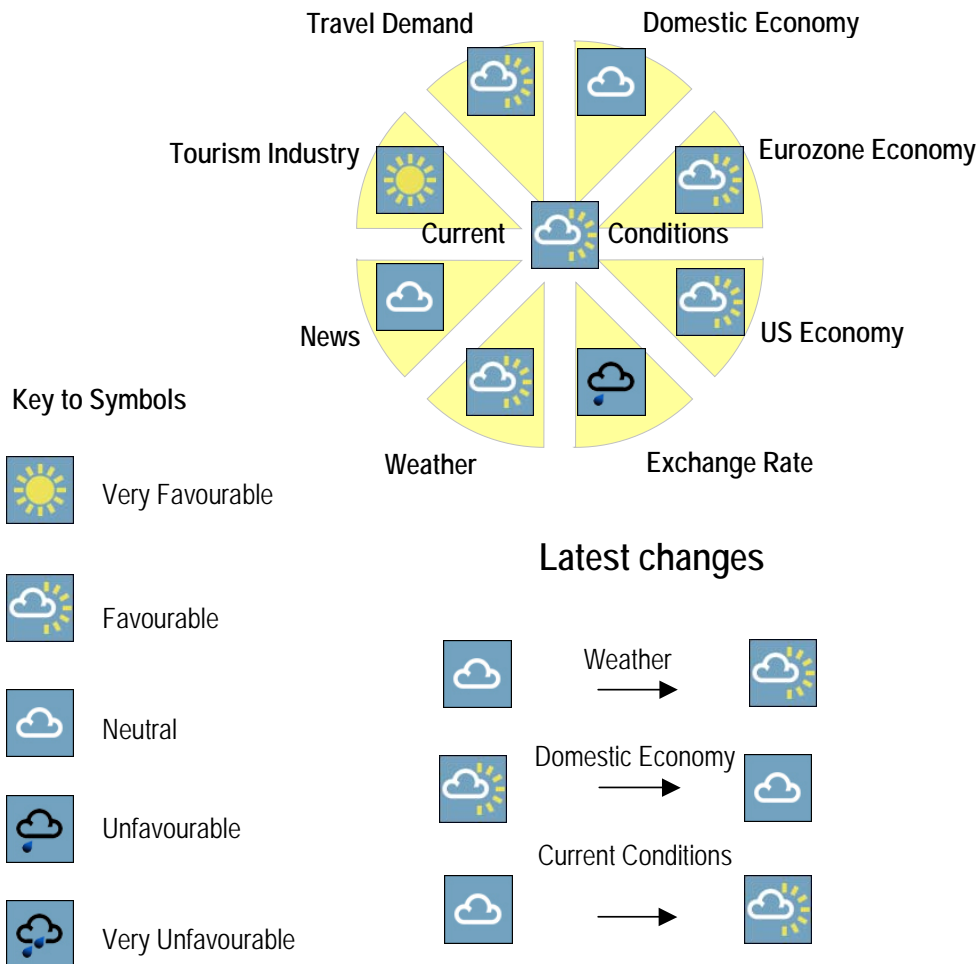 Travel Demand
Domestic Economy
Tourism Industry
Eurozone Economy
Current Conditions
News
US Economy
Weather
Exchange Rate
Key to Symbols
Very Favourable
Favourable
Neutral
Unfavourable
Very Unfavourable
Latest changes
Weather
Domestic Economy
Current Conditions